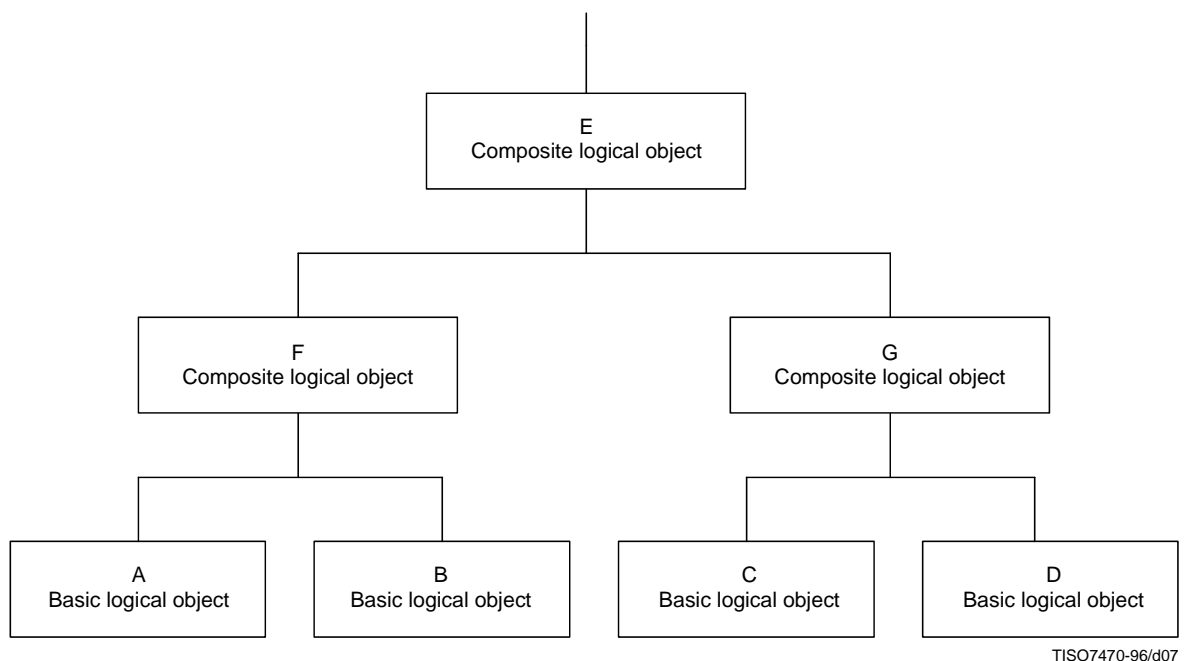 E
Composite logical object
F
Composite logical object
G
Composite logical object
A
Basic logical object
B
Basic logical object
C
Basic logical object
D
Basic logical object
TISO7470-96/d07